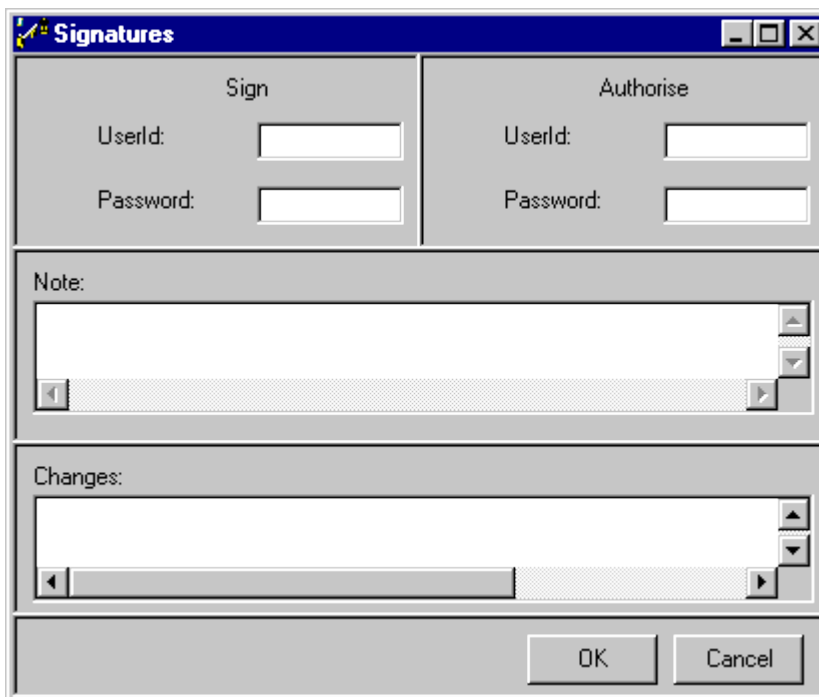 Signatures
Sign
UserId:
Password:
Authorise
UserId:
Password:
Note:
Changes:
OK Cancel